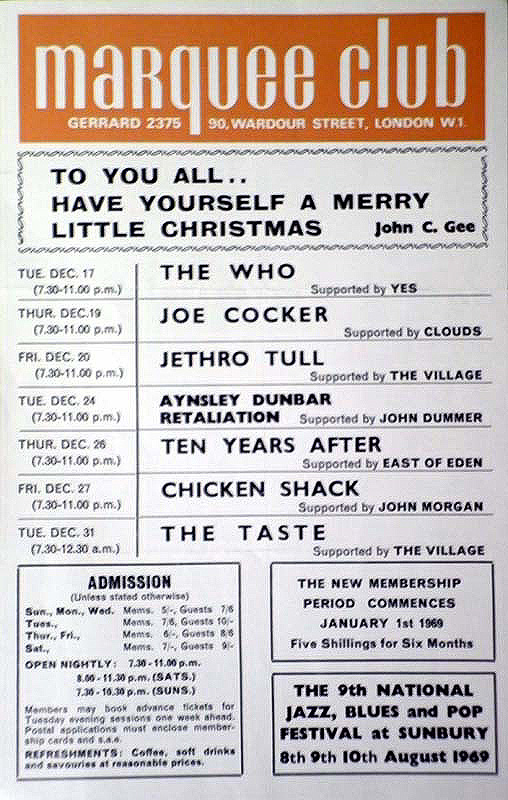 marquee club
GERRARD 2375 90, WARDOUR STREET, LONDON W.1.
TO YOU ALL..
HAVE YOURSELF A MERRY
LITTLE CHRISTMAS John C. Gee
TUE. DEC. 17 THE WHO
(7.30-11.00 p.m.) Supported by YES
THUR. DEC.19 JOE COCKER
(7.30-11.00 p.m.) Supported by CLOUDS
FRI. DEC. 20 JETHRO TULL
(7.30-11.00 p.m.) Supported by THE VILLAGE
TUE. DEC. 24 AYNSLEY DUNBAR
(7.30-11.00 p.m.) RETALIATION Supported by JOHN DUMMER
THUR. DEC. 26 TEN YEARS AFTER
(7.30-11.00 p.m.) Supported by EAST OF EDEN
FRI. DEC. 27 CHICKEN SHACK
(7.30-11.00 p.m.) Supported by JOHN MORGAN
TUE. DEC. 31 THE TASTE
(7.30-12.30 a.m.) Supported by THE VILLAGE
ADMISSION
(Unless stated otherwise)
Sun., Mon., Wed. Mems. 5/-, Guests 7/6
Tues., Mems. 7/6, Guests 10/-
Thur., Fri., Mems. 6/-, Guests 8/6
Sat., Mems. 7/-, Guests 9/-
OPEN NIGHTLY: 7.30 - 11.00 p.m.
8.00 - 11.30 p.m. (SATS.)
7.30 - 10.30 p.m. (SUNS.)
Members may book advance tickets for
Tuesday evening sessions one week ahead.
Postal applications must enclose member-
ship cards and s.a.e.
REFRESHMENTS: Coffee, soft drinks
and savouries at reasonable prices.
THE NEW MEMBERSHIP
PERIOD COMMENCES
JANUARY 1st 1969
Five Shillings for Six Months
THE 9th NATIONAL
JAZZ, BLUES and POP
FESTIVAL at SUNBURY
8th 9th 10th August 1969